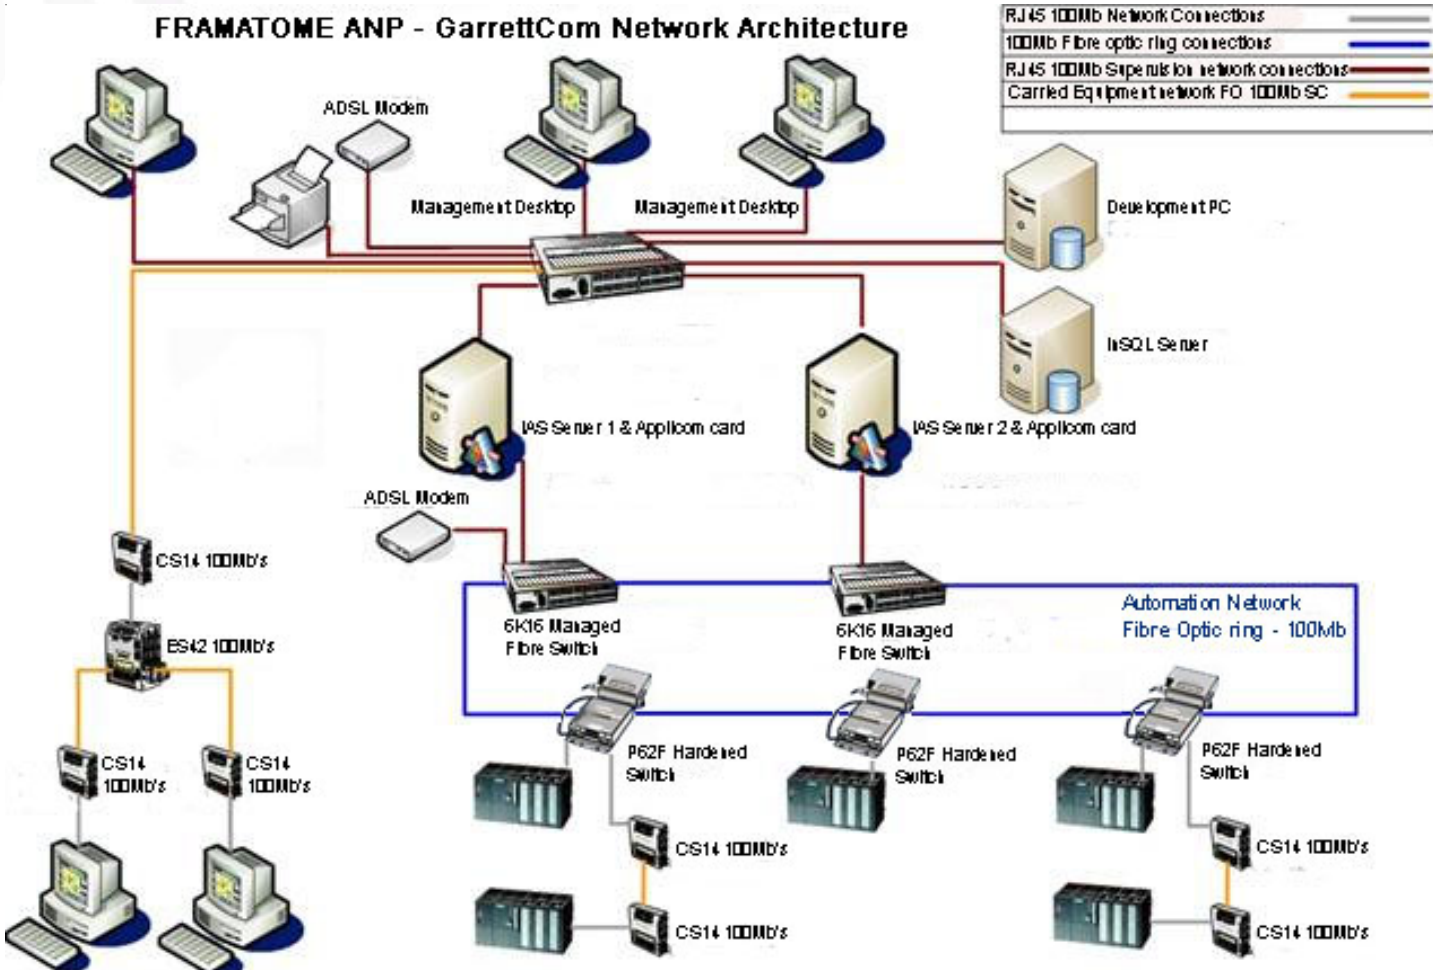 FRAMATOME ANP - GarrettCom Network Architecture
RJ45 100Mb Network Connections
100Mb Fibre optic ring connections
RJ45 100Mb Supervision network connections
Carried Equipment network FO 100Mb SC
ADSL Modem
Management Desktop
Management Desktop
Development PC
InSQL Server
IAS Server 1 & Applicom card
IAS Server 2 & Applicom card
ADSL Modem
CS14 100Mb's
ES42 100Mb's
CS14
100Mb's
CS14
100Mb's
6K16 Managed
Fibre Switch
6K16 Managed
Fibre Switch
Automation Network
Fibre Optic ring - 100Mb
P62F Hardened
Switch
P62F Hardened
Switch
P62F Hardened
Switch
CS14 100Mb's
CS14 100Mb's
CS14 100Mb's
CS14 100Mb's